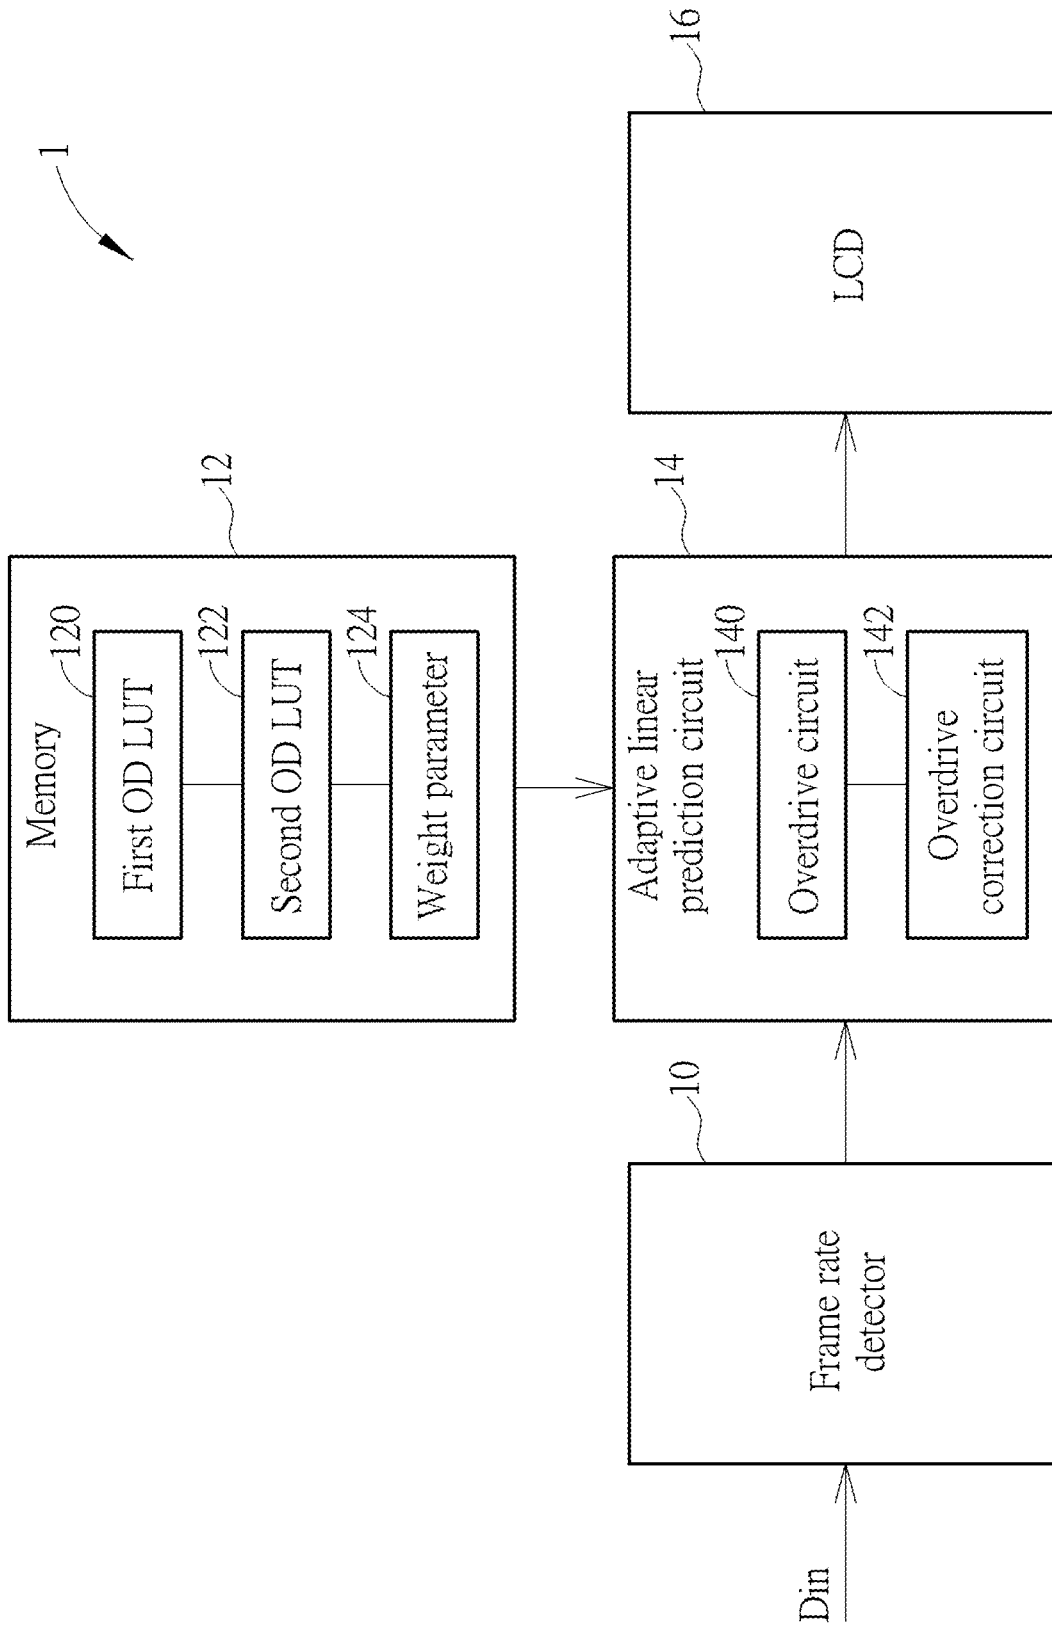 1
Memory
12
First OD LUT
120
Second OD LUT
122
Weight parameter
124
Din
Frame rate
detector
10
Adaptive linear
prediction circuit
14
Overdrive circuit
140
Overdrive
correction circuit
142
LCD
16